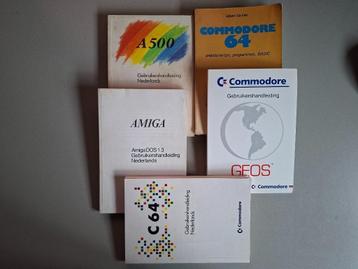 A500
Gebruikershandleiding
Nederlands
COMMODORE
64
AMIGA
AmigaDOS 1.3
Gebruikershandleiding
Nederlands
Commodore
Gebruikershandleiding
GEOS
Commodore
C64
Gebruikershandleiding
Nederlands
Commodore